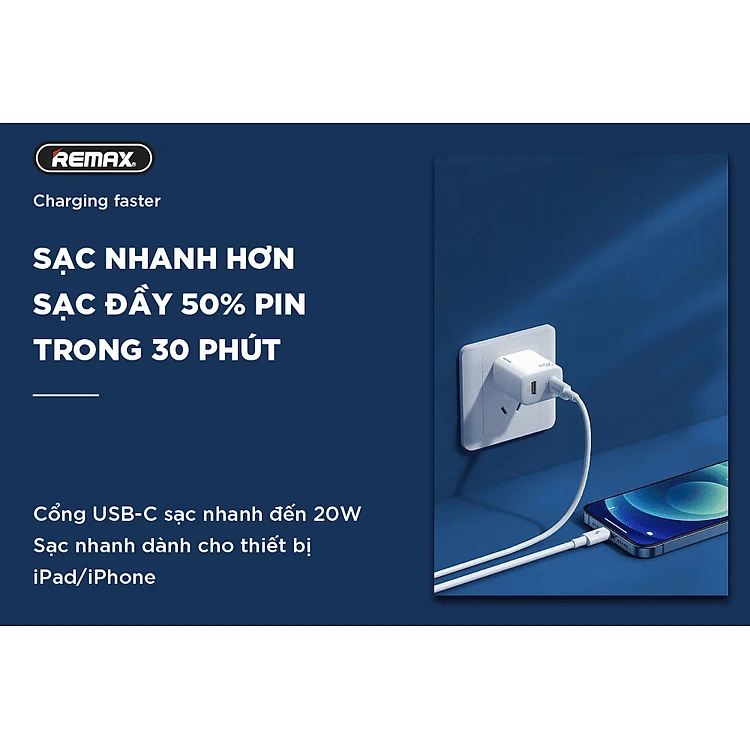 REMAX
Charging faster
SẠC NHANH HƠN
SẠC ĐẦY 50% PIN
TRONG 30 PHÚT
Cổng USB-C sạc nhanh đến 20W
Sạc nhanh dành cho thiết bị
iPad/iPhone